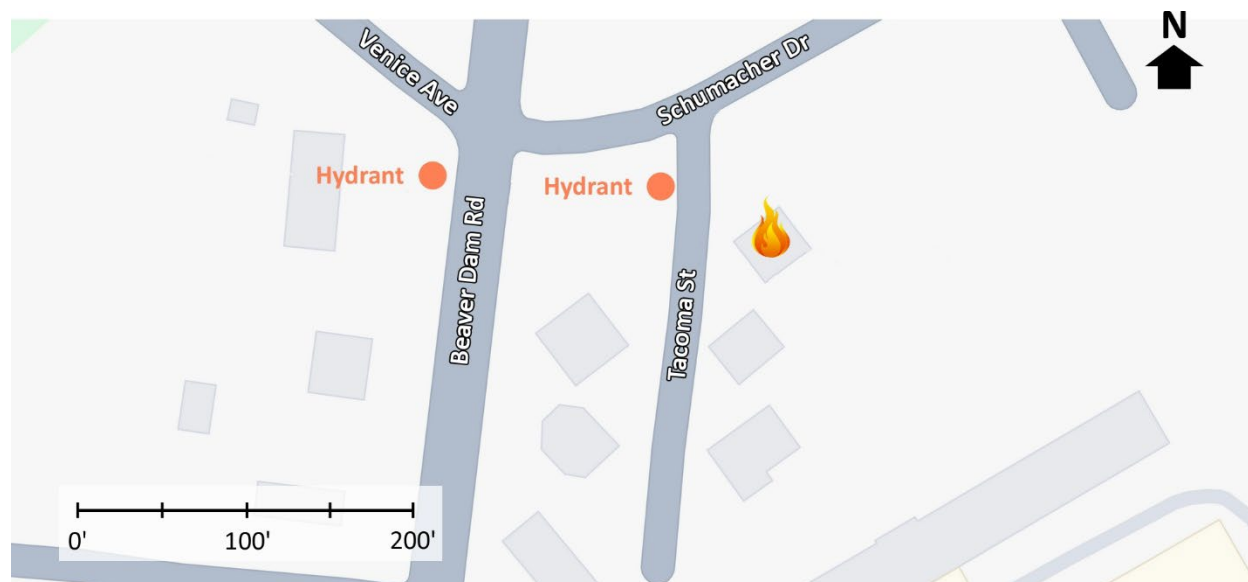 N
Venice Ave
Schumacher Dr
Hydrant
Hydrant
Beaver Dam Rd
Tacoma St
0'
100'
200'